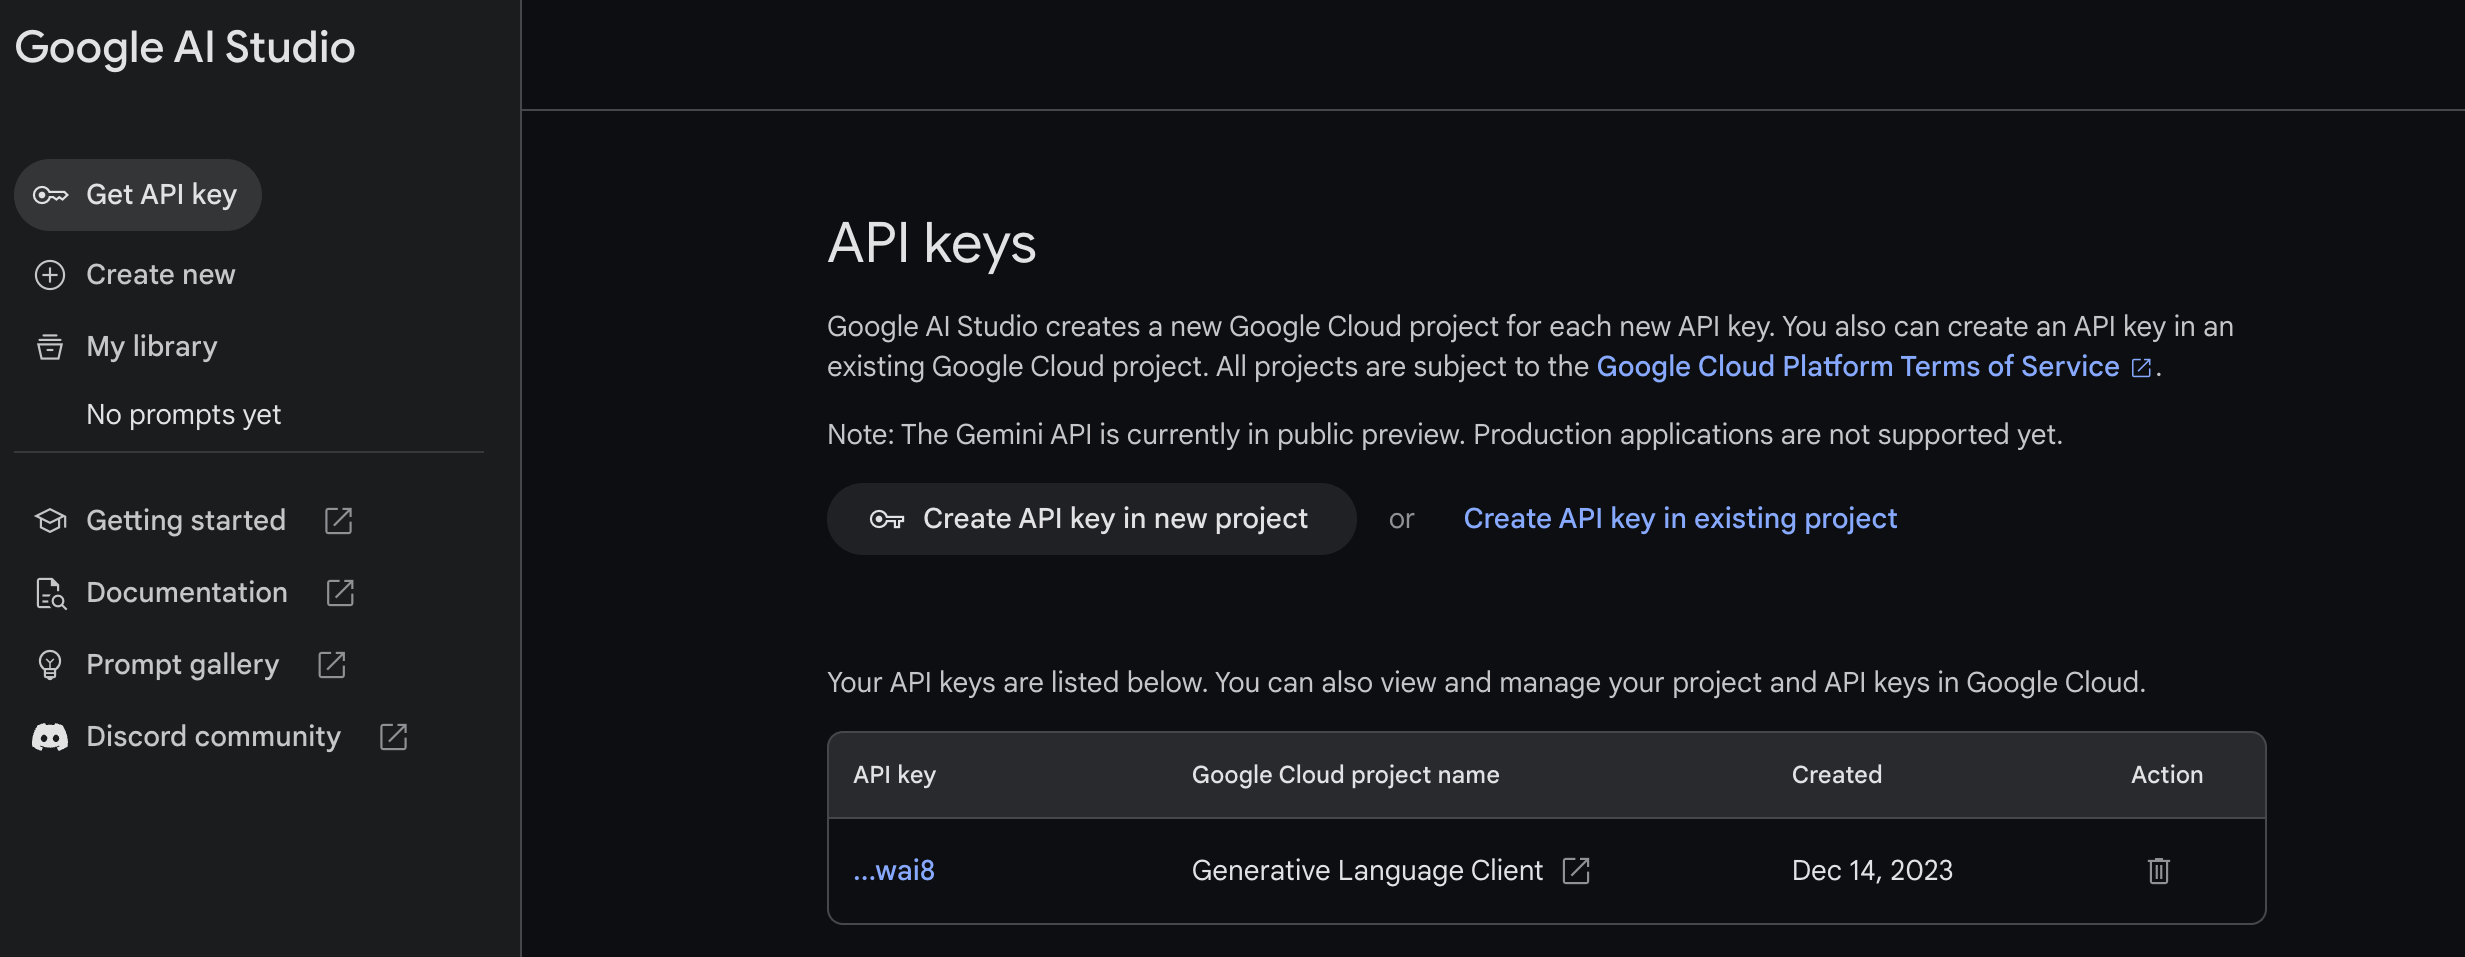 Google AI Studio
Get API key
Create new
My library
No prompts yet
Getting started
Documentation
Prompt gallery
Discord community
API keys
Google AI Studio creates a new Google Cloud project for each new API key. You also can create an API key in an
existing Google Cloud project. All projects are subject to the Google Cloud Platform Terms of Service.
Note: The Gemini API is currently in public preview. Production applications are not supported yet.
Create API key in new project or Create API key in existing project
Your API keys are listed below. You can also view and manage your project and API keys in Google Cloud.
API key Google Cloud project name Created Action
...wai8 Generative Language Client Dec 14, 2023